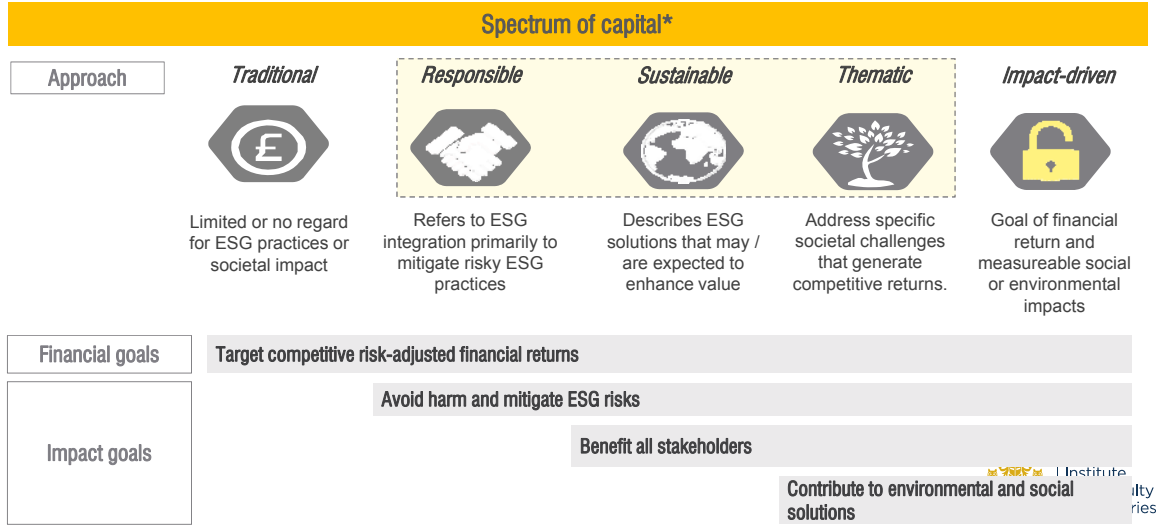 Spectrum of capital*
Approach
Traditional
Responsible
Sustainable
Thematic
Impact-driven
£
Limited or no regard
for ESG practices or
societal impact
Refers to ESG
integration primarily to
mitigate risky ESG
practices
Describes ESG
solutions that may /
are expected to
enhance value
Address specific
societal challenges
that generate
competitive returns.
Goal of financial
return and
measureable social
or environmental
impacts
Financial goals
Target competitive risk-adjusted financial returns
Impact goals
Avoid harm and mitigate ESG risks
Benefit all stakeholders
Contribute to environmental and social
solutions
Institute
lty
ries